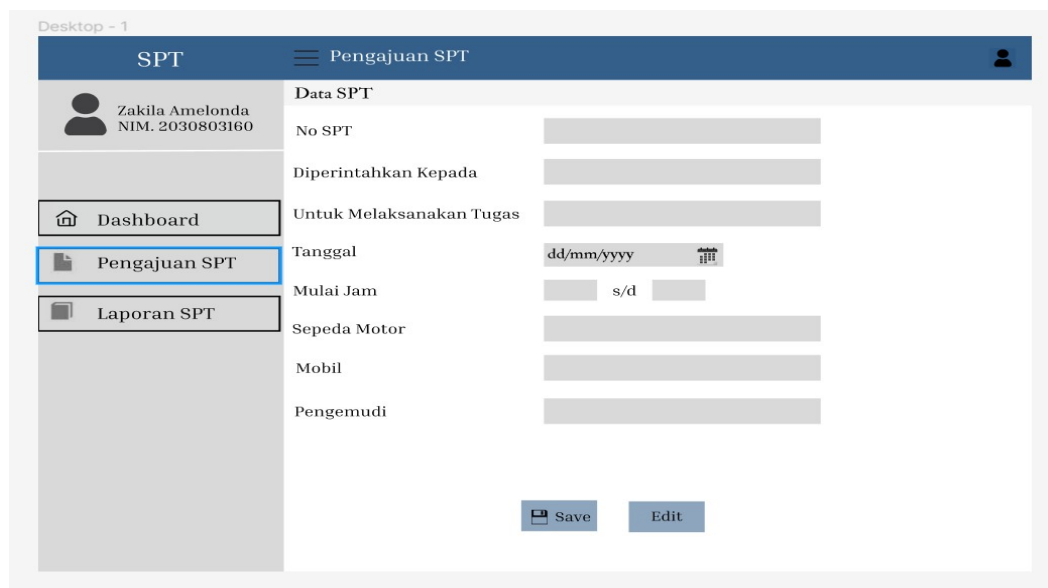 Desktop - 1
SPT
Pengajuan SPT
Zakila Amelonda
NIM. 2030803160
Dashboard
Pengajuan SPT
Laporan SPT
Data SPT
No SPT
Diperintahkan Kepada
Untuk Melaksanakan Tugas
Tanggal dd/mm/yyyy
Mulai Jam s/d
Sepeda Motor
Mobil
Pengemudi
Save Edit